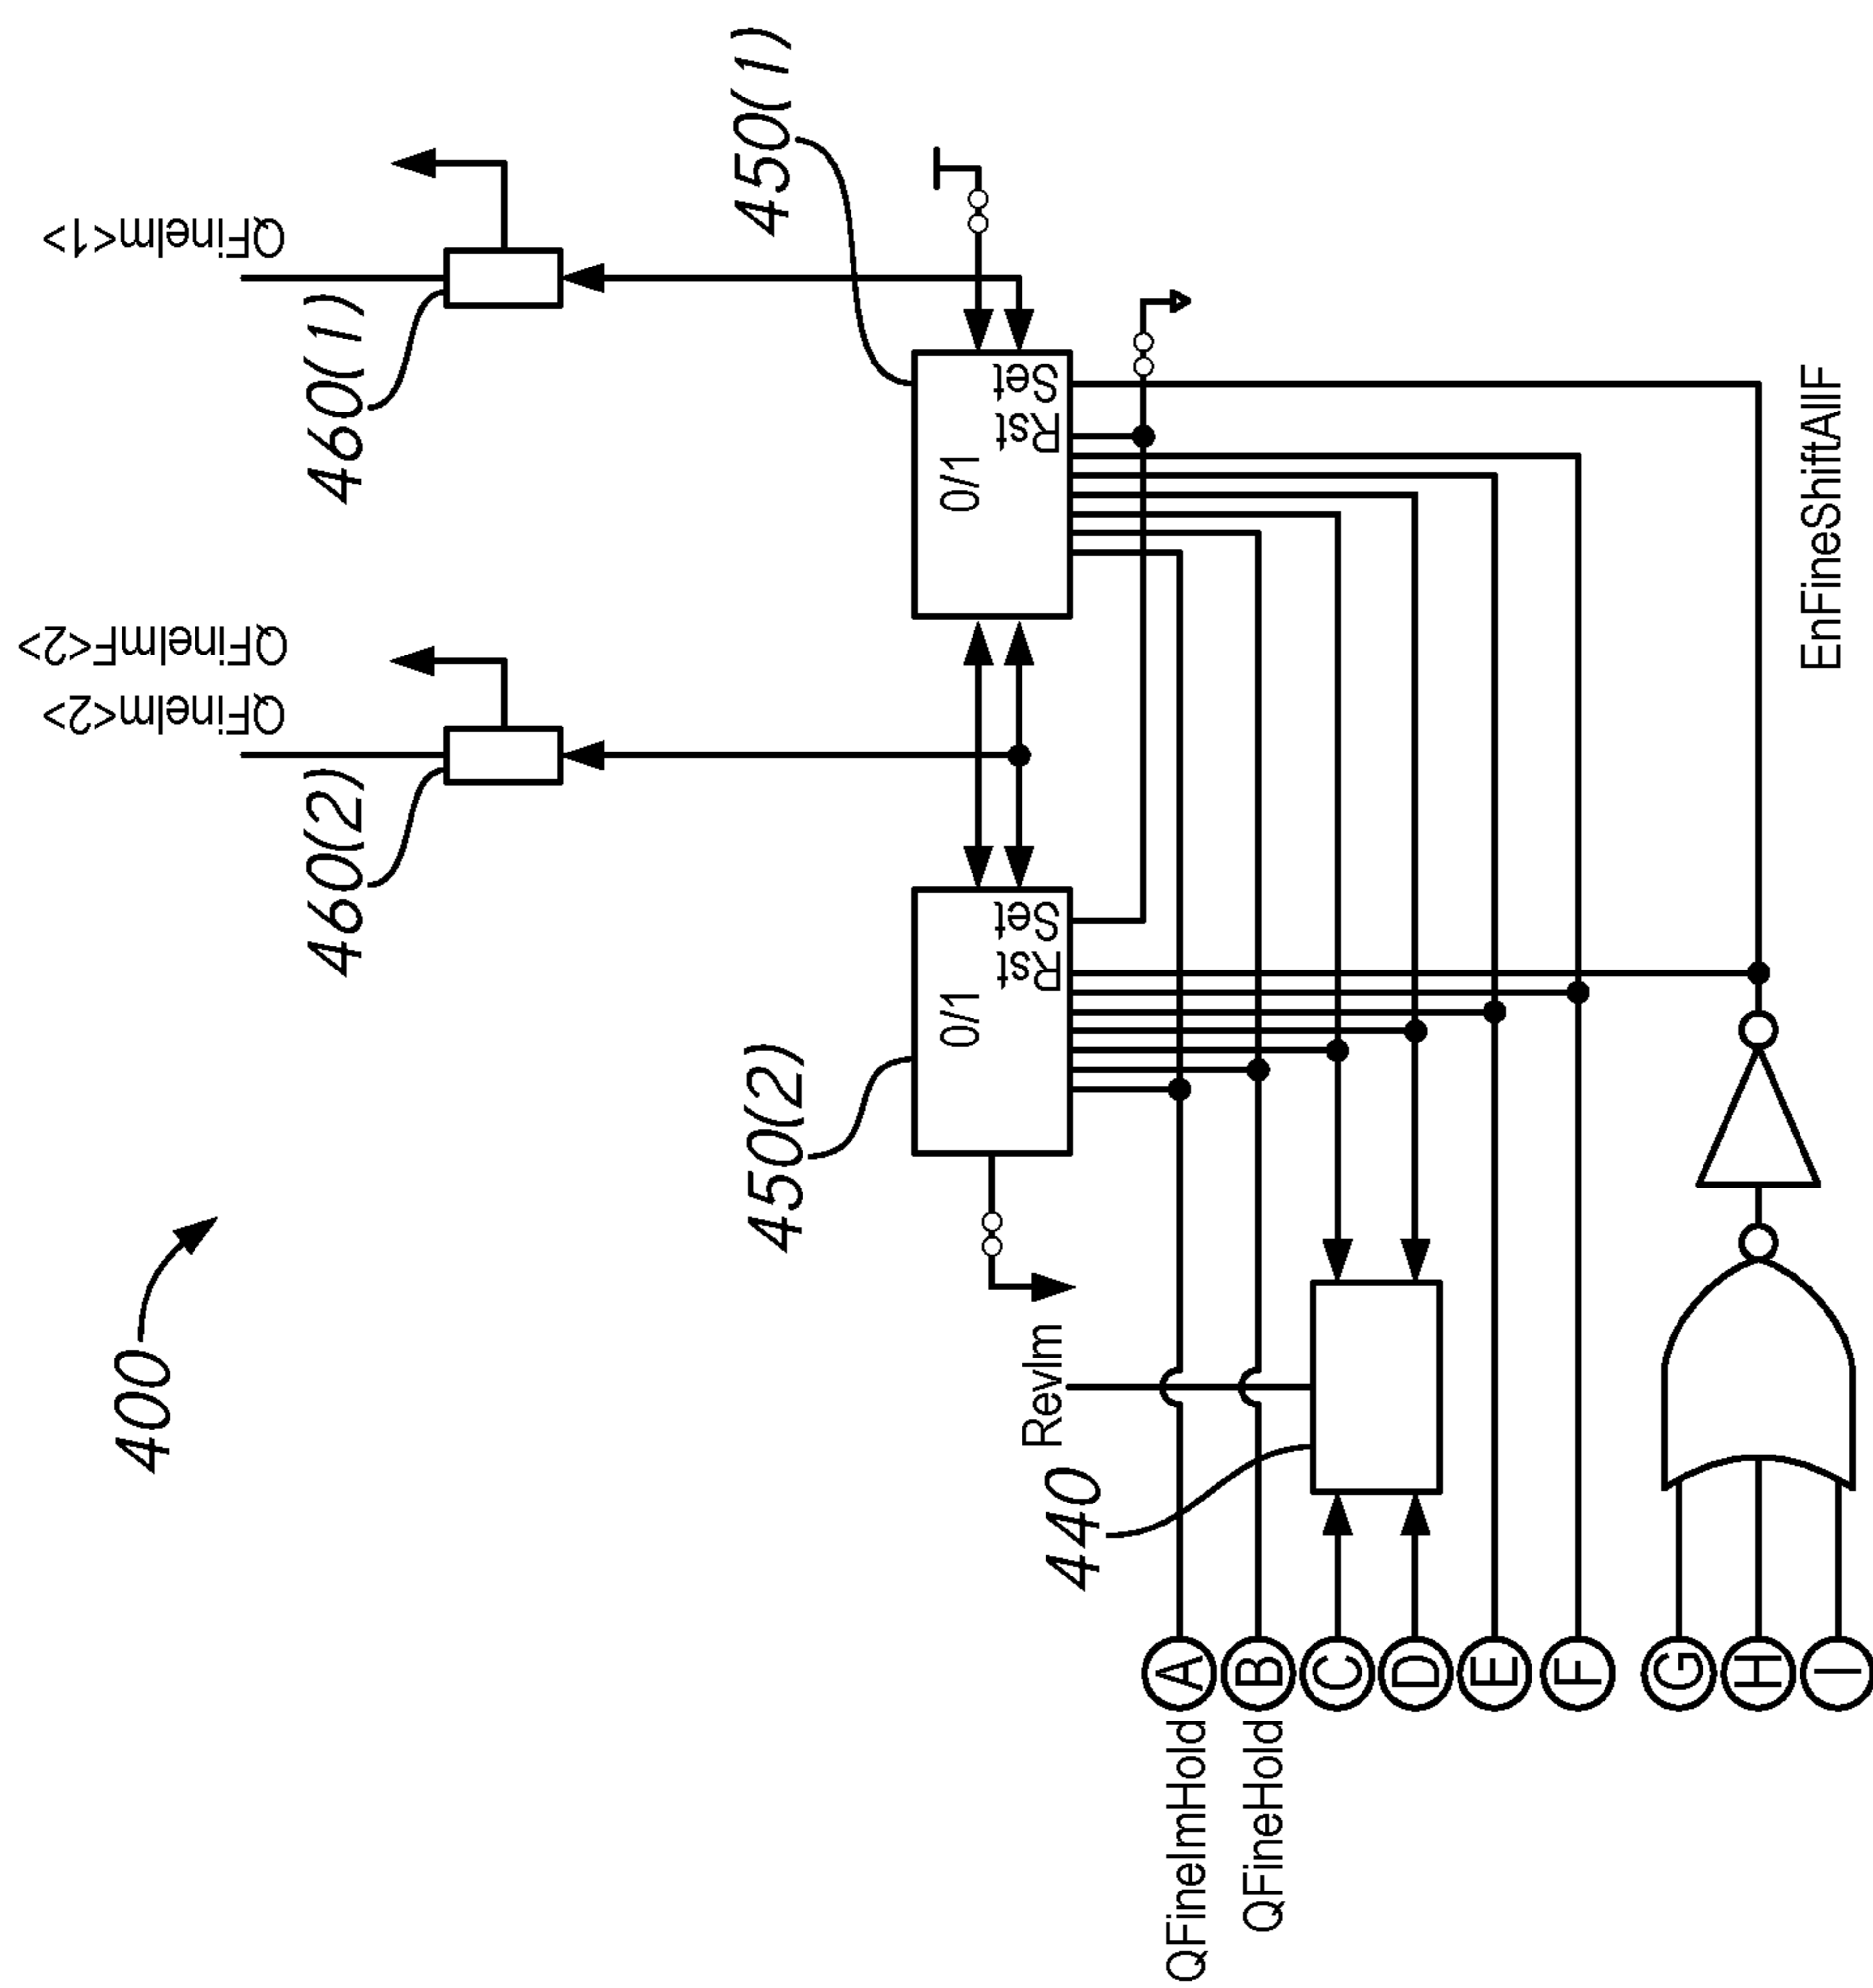 400
QFineIm<2>
QFineImF<2>
QFineIm<1>
460(2)
460(1)
450(2)
450(1)
0/1
Rst
Set
0/1
Rst
Set
RevIm
440
QFineImHold
A
QFineHold
B
C
D
E
F
G
H
I
EnFineShiftAllF